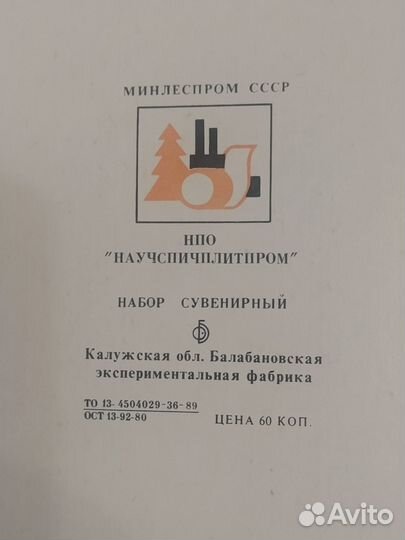 МИНЛЕСПРОМ СССР
НПО
"НАУЧСПИЧПЛИТПРОМ"
НАБОР СУВЕНИРНЫЙ
Калужская обл. Балабановская
экспериментальная фабрика
ТО 13-4504029-36-89
ОСТ 13-92-80
ЦЕНА 60 КОП.
Avito